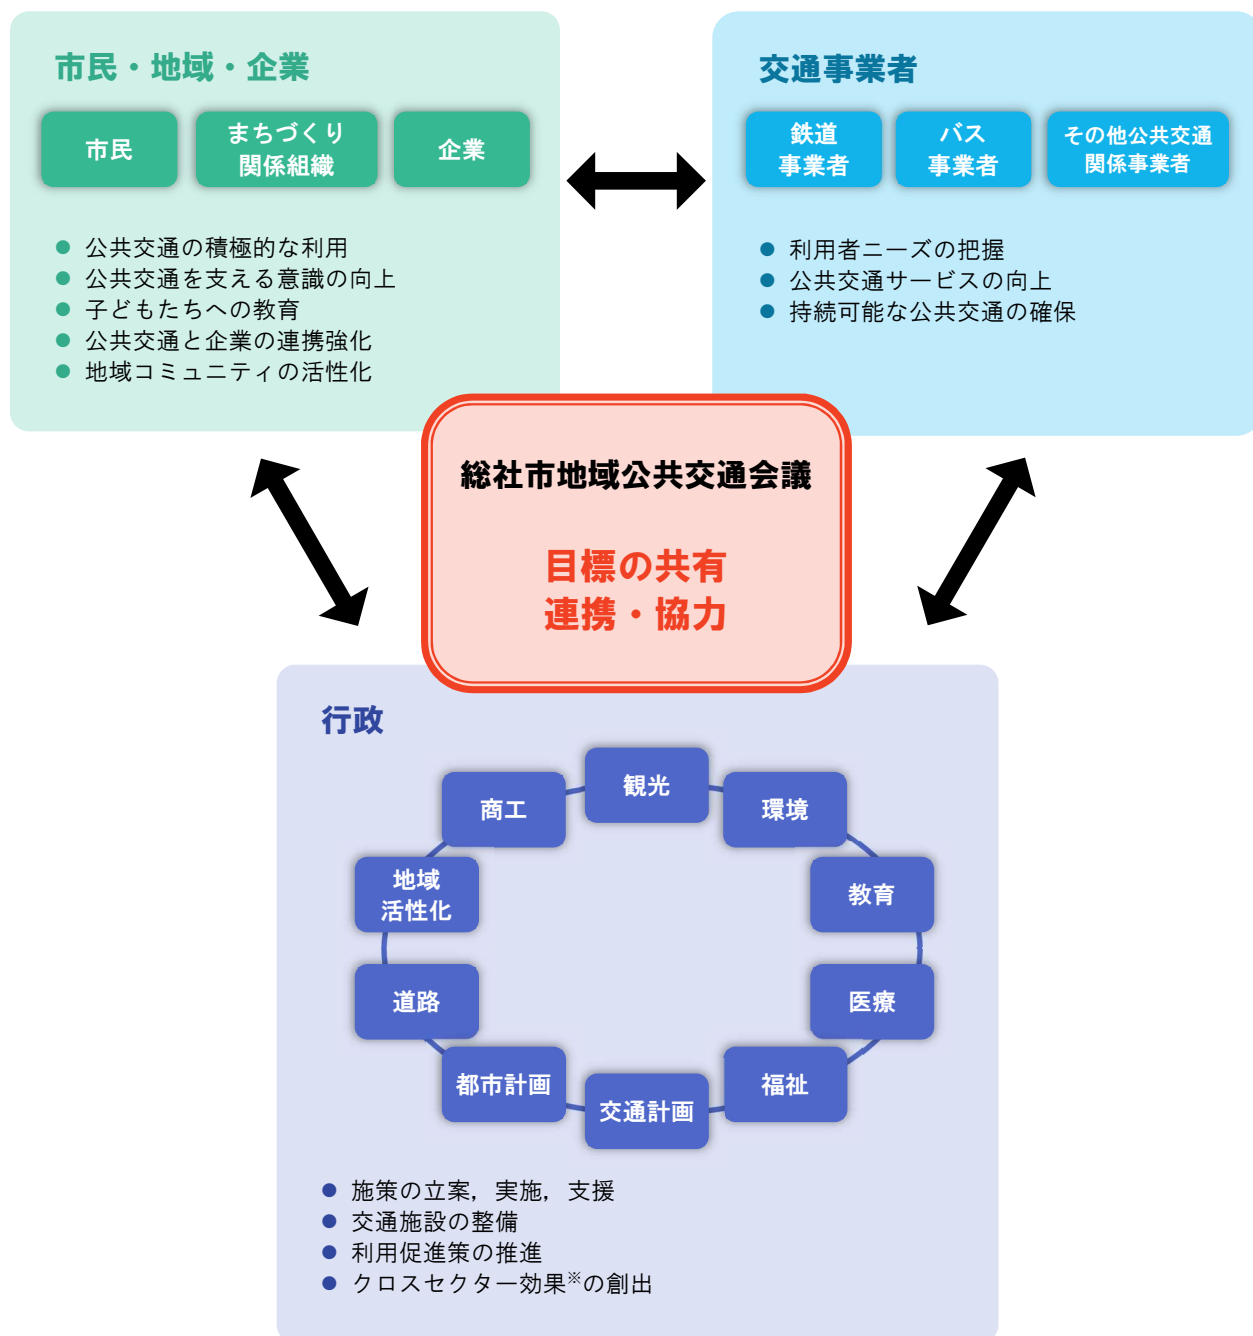 市民・地域・企業
市民
まちづくり
関係組織
企業
公共交通の積極的な利用
公共交通を支える意識の向上
子どもたちへの教育
公共交通と企業の連携強化
地域コミュニティの活性化
交通事業者
鉄道
事業者
バス
事業者
その他公共交通
関係事業者
利用者ニーズの把握
公共交通サービスの向上
持続可能な公共交通の確保
総社市地域公共交通会議
目標の共有
連携・協力
行政
観光
環境
教育
医療
福祉
交通計画
都市計画
道路
地域
活性化
商工
施策の立案，実施，支援
交通施設の整備
利用促進策の推進
クロスセクター効果※の創出